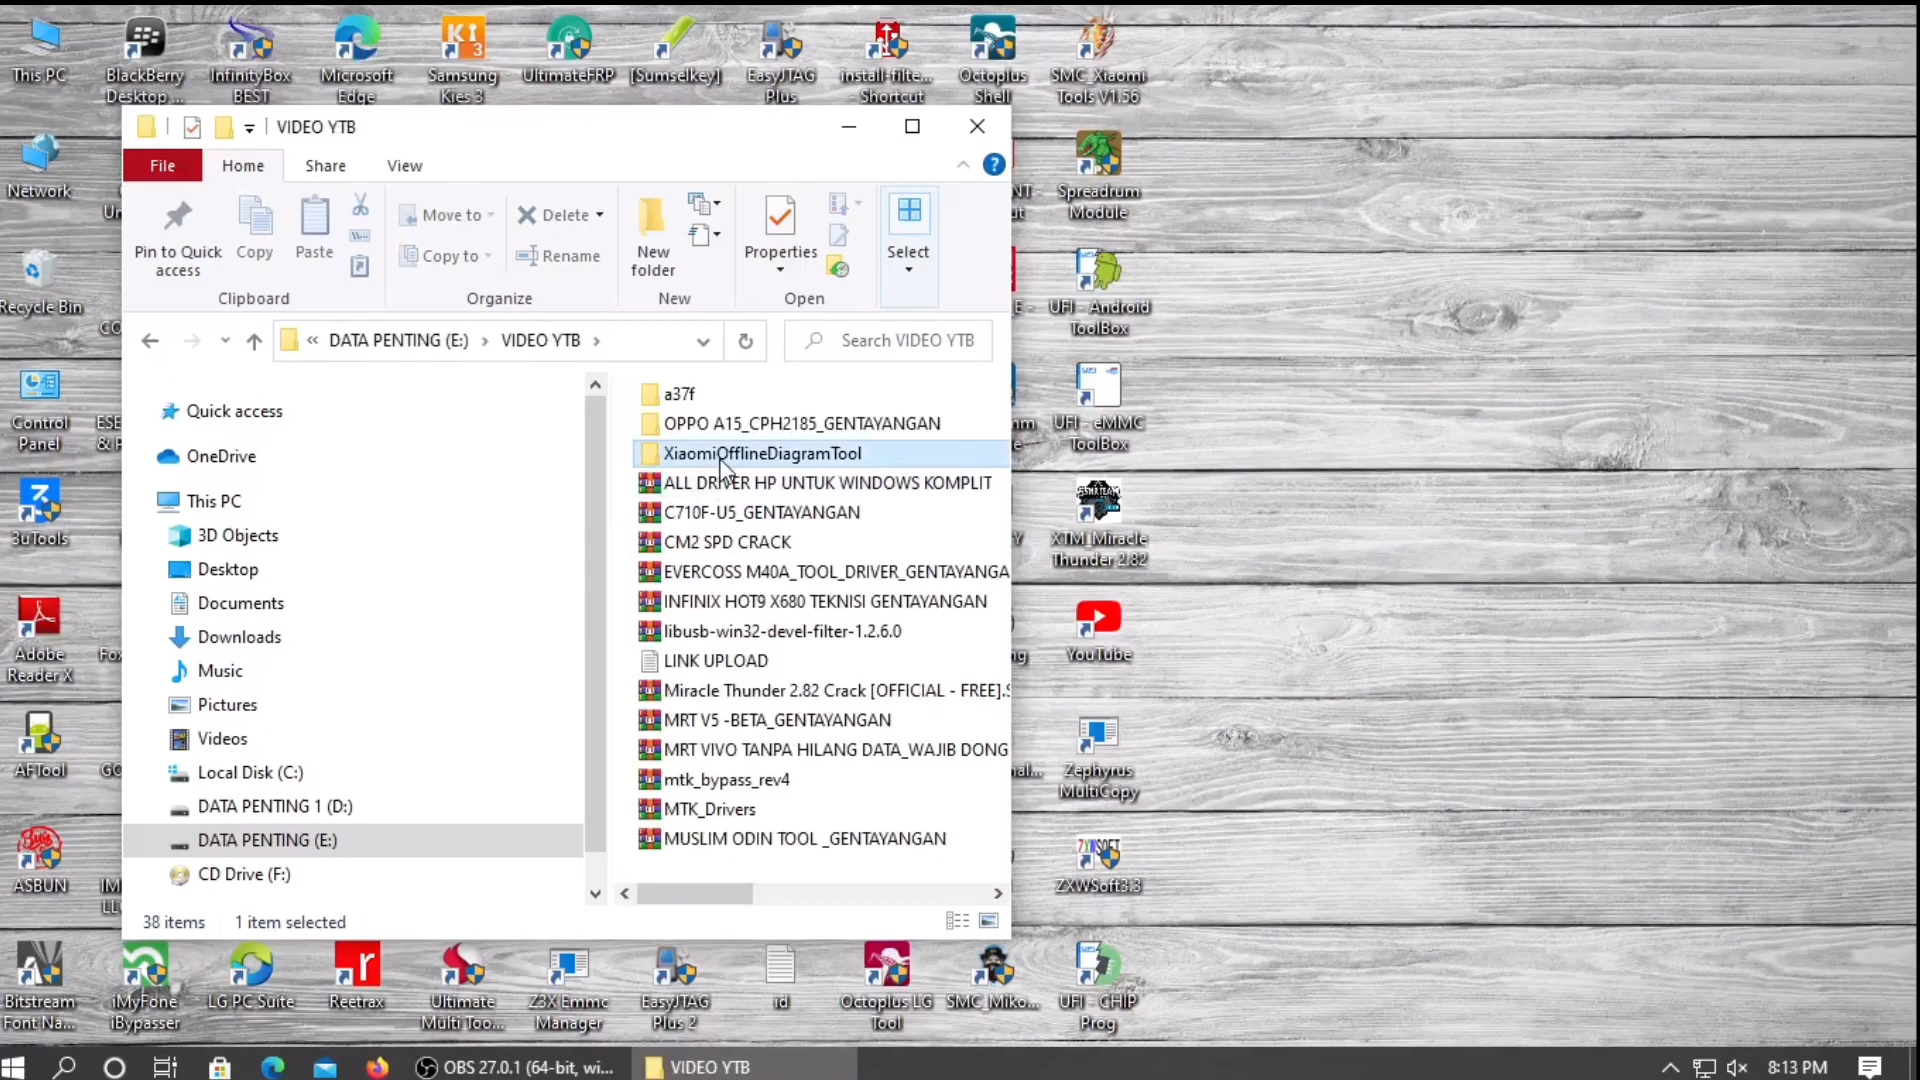 This PC
BlackBerry
Desktop ...
InfinityBox
BEST
Microsoft
Edge
Samsung
Kies 3
UltimateFRP
[Sumselkey]
EasyJTAG
Plus
install-filte...
- Shortcut
Octoplus
Shell
SMC_Xiaomi
Tools V1.56
VIDEO YTB
File
Home
Share
View
Pin to Quick
access
Copy
Paste
Clipboard
Move to
Copy to
Delete
Rename
Organize
New
folder
New
Properties
Open
Select
« DATA PENTING (E:) › VIDEO YTB ›
Search VIDEO YTB
Quick access
OneDrive
This PC
3D Objects
Desktop
Documents
Downloads
Music
Pictures
Videos
Local Disk (C:)
DATA PENTING 1 (D:)
DATA PENTING (E:)
CD Drive (F:)
a37f
OPPO A15_CPH2185_GENTAYANGAN
XiaomiOfflineDiagramTool
ALL DRIVER HP UNTUK WINDOWS KOMPLIT
C710F-U5_GENTAYANGAN
CM2 SPD CRACK
EVERCOSS M40A_TOOL_DRIVER_GENTAYANGA
INFINIX HOT9 X680 TEKNISI GENTAYANGAN
libusb-win32-devel-filter-1.2.6.0
LINK UPLOAD
Miracle Thunder 2.82 Crack [OFFICIAL - FREE].
MRT V5 -BETA_GENTAYANGAN
MRT VIVO TANPA HILANG DATA_WAJIB DONG
mtk_bypass_rev4
MTK_Drivers
MUSLIM ODIN TOOL _GENTAYANGAN
38 items
1 item selected
Network
Recycle Bin
Control
Panel
3uTools
Adobe
Reader X
AFTool
ASBUN
Spreadrum
Module
UFI - Android
ToolBox
UFI - eMMC
ToolBox
XTM_Miracle
Thunder 2.82
YouTube
Zephyrus
MultiCopy
ZXWSoft3.3
Bitstream
Font Na...
iMyFone
iBypasser
LG PC Suite
Reetrax
Ultimate
Multi Too...
Z3X Emmc
Manager
EasyJTAG
Plus 2
id
Octoplus LG
Tool
SMC_Miko...
UFI - CHIP
Prog
OBS 27.0.1 (64-bit, wi...
VIDEO YTB
8:13 PM